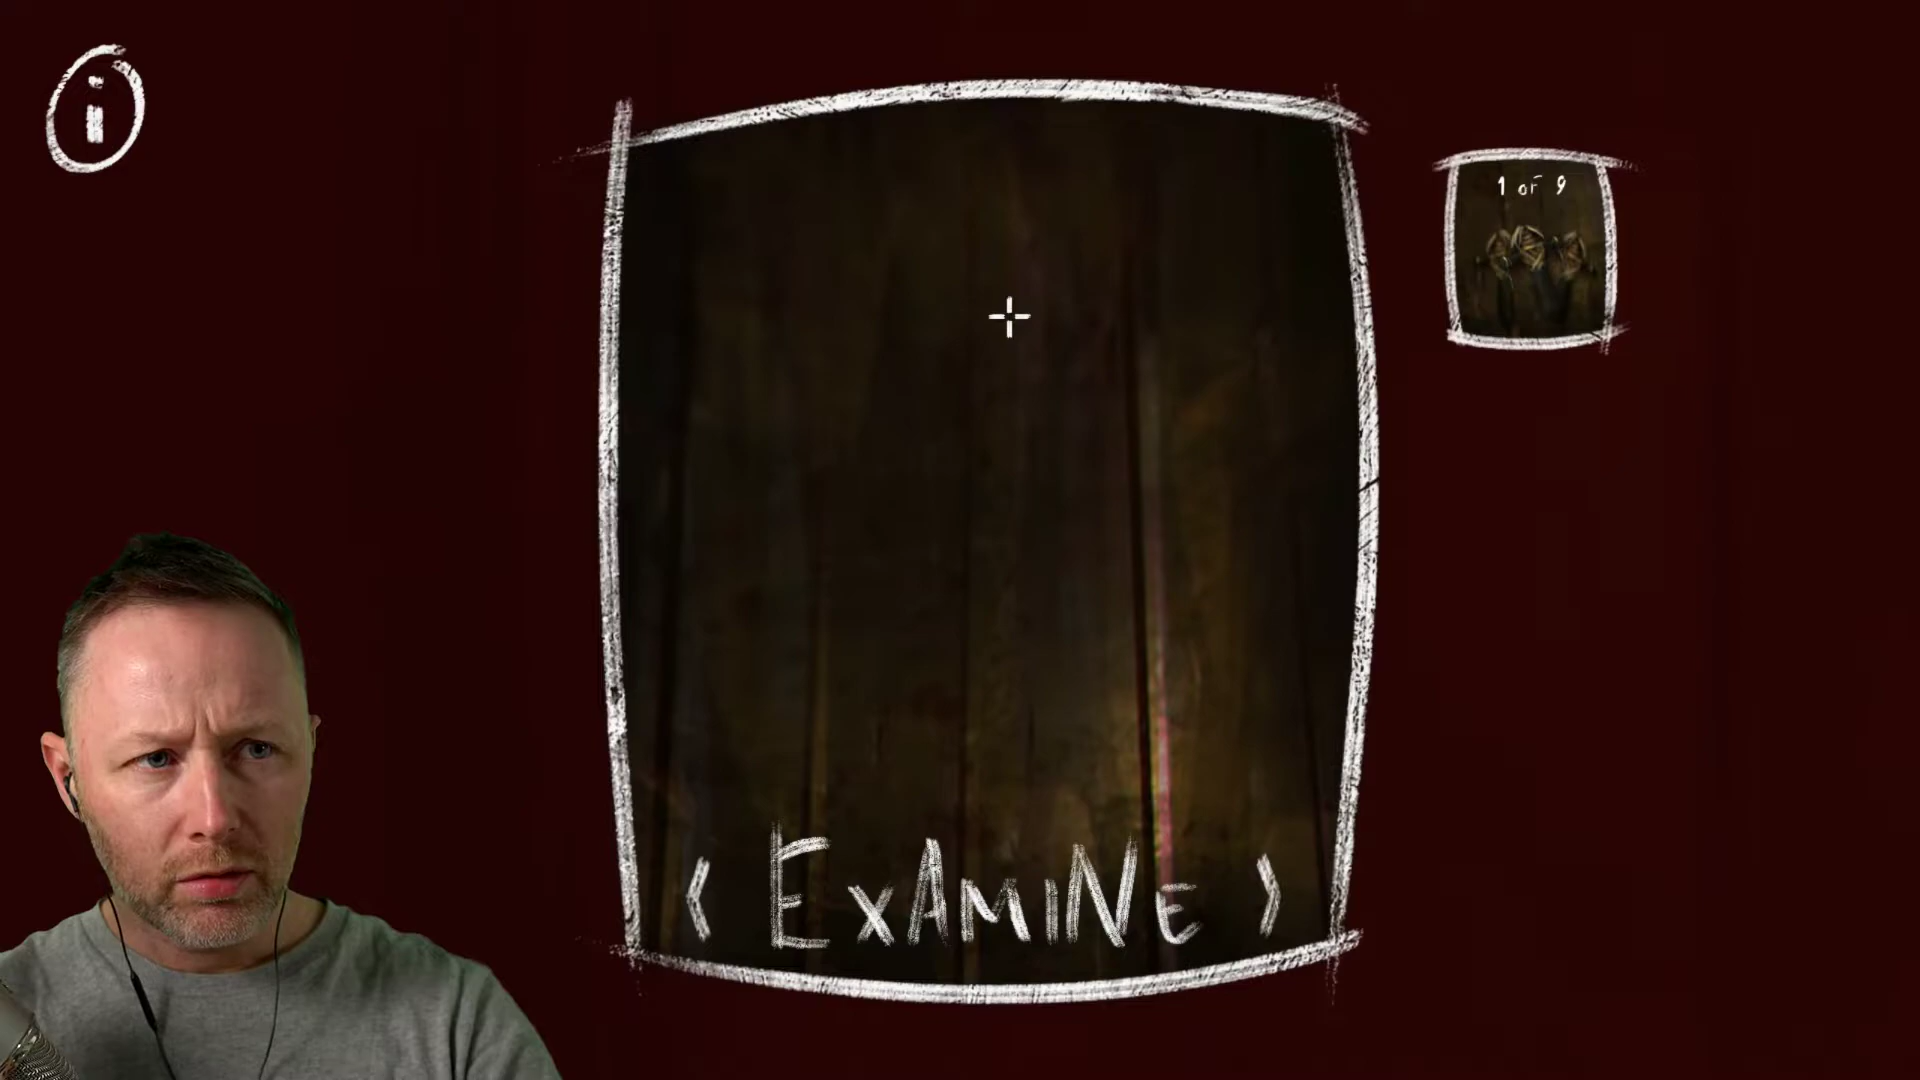 i
1 of 9
‹ ExAMiNE ›